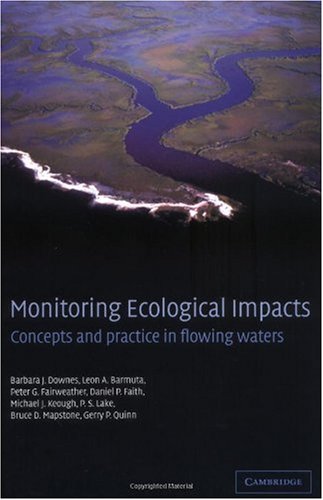 Monitoring Ecological Impacts
Concepts and practice in flowing waters
Barbara J. Downes, Leon A. Barmuta,
Peter G. Fairweather, Daniel P. Faith,
Michael J. Keough, P. S. Lake,
Bruce D. Mapstone, Gerry P. Quinn
CAMBRIDGE